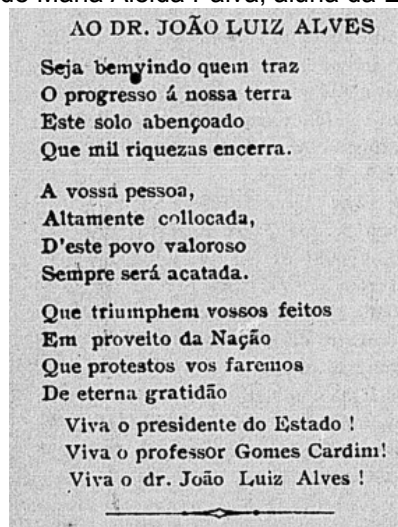 de Maria Alcida Paiva, aluna da E
AO DR. JOÃO LUIZ ALVES
Seja bemvindo quem traz
O progresso á nossa terra
Este solo abençoado
Que mil riquezas encerra.
A vossa pessoa,
Altamente collocada,
D'este povo valoroso
Sempre será acatada.
Que triumphem vossos feitos
Em proveito da Nação
Que protestos vos faremos
De eterna gratidão
Viva o presidente do Estado !
Viva o professor Gomes Cardim!
Viva o dr. João Luiz Alves !